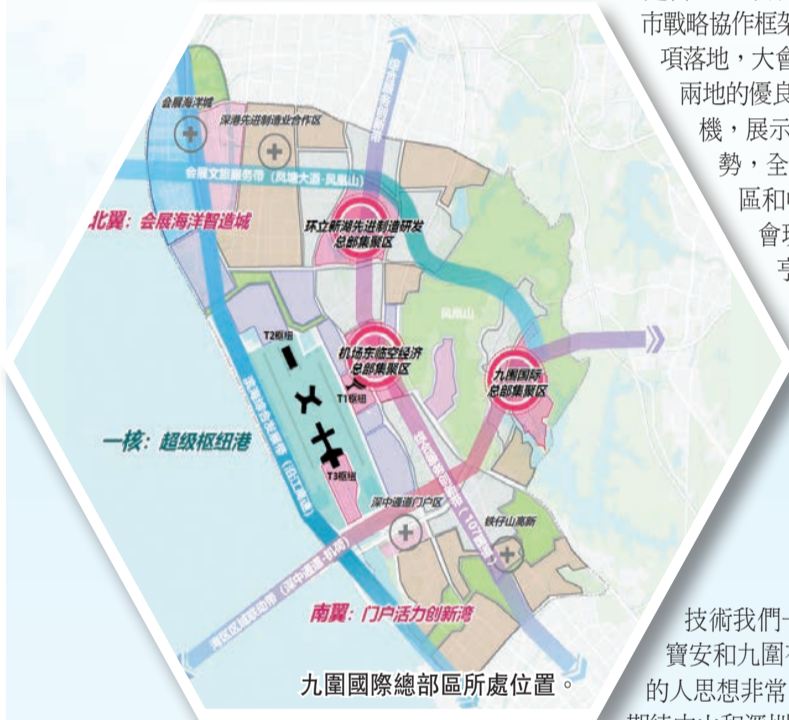 市戰略協作框架
項落地,大會
兩地的優良
機,展示
勢,全
區和中
會珠
会展海洋城
深港先进制造业合作区
会展文旅服务带(凤塘大道-凤凰山)
北翼:会展海洋智造城
环立新湖先进制造研发
总部集聚区
凤凰山
T2枢纽
机场东临空经济
总部集聚区
T1枢纽
九围国际
总部集聚区
一核:超级枢纽港
T3枢纽
深中通道门户区
铁仔山高新
南翼:门户活力创新湾
九圍國際總部區所處位置。
技術我們
寶安和九圍
的人思想非常